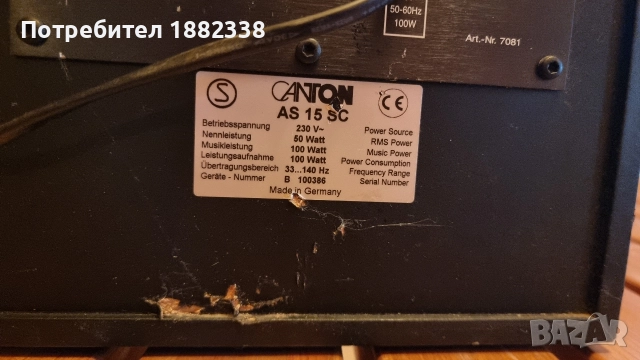 Потребител 1882338
50-60Hz
100W
Art.-Nr. 7081
S
CANTON
CE
AS 15 SC
Betriebsspannung 230 V~ Power Source
Nennleistung 50 Watt RMS Power
Musikleistung 100 Watt Music Power
Leistungsaufnahme 100 Watt Power Consumption
Übertragungsbereich 33...140 Hz Frequency Range
Geräte - Nummer B 100386 Serial Number
Made in Germany
BAZAR